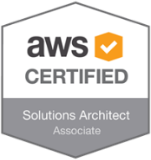 aws
CERTIFIED
Solutions Architect
Associate